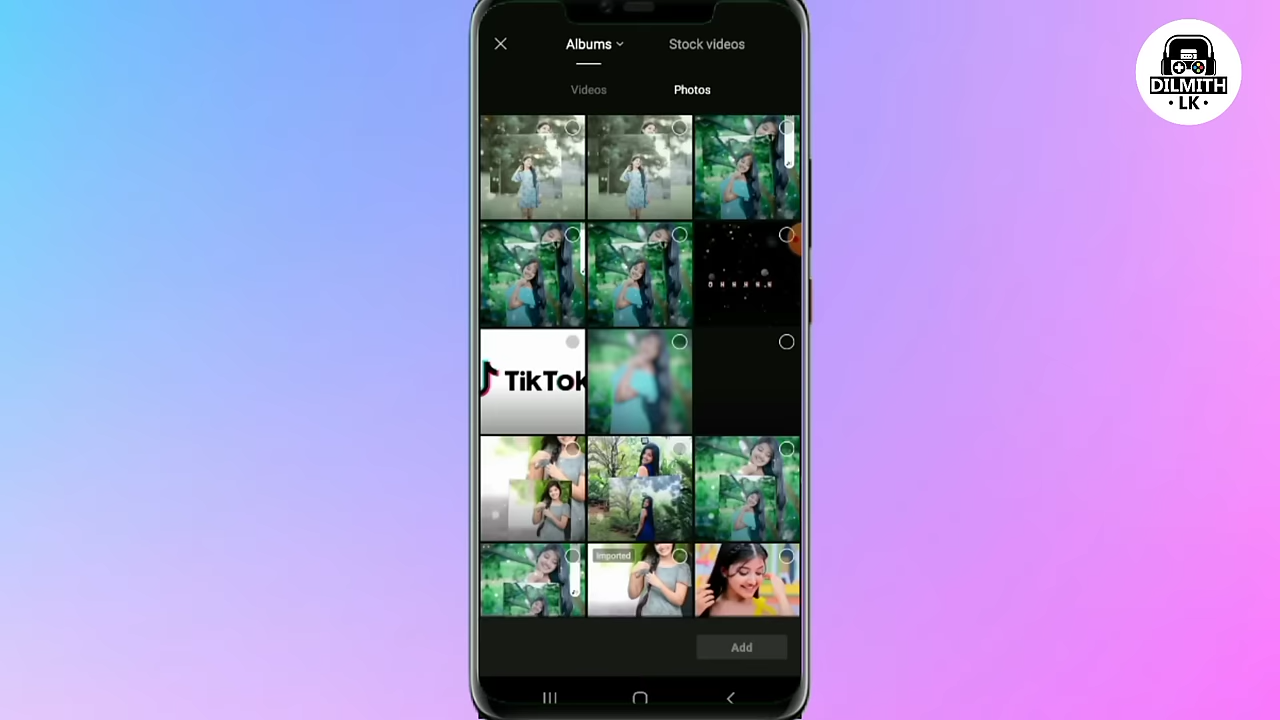 Albums
Stock videos
Videos
Photos
DILMITH
• LK •
TikTok
Imported
Add